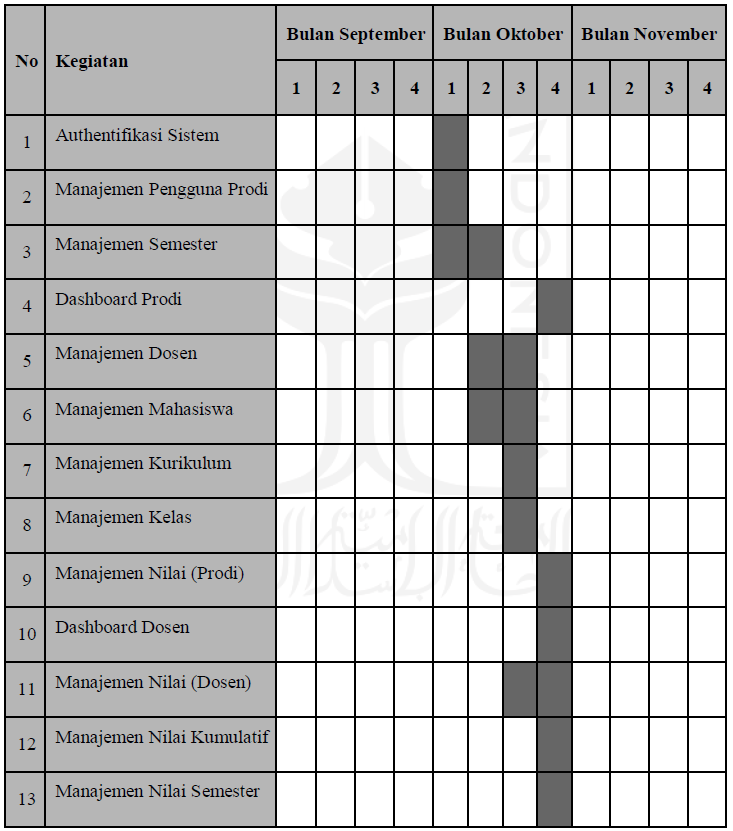 No Kegiatan Bulan September Bulan Oktober Bulan November
1 2 3 4 1 2 3 4 1 2 3 4
1 Authentifikasi Sistem
2 Manajemen Pengguna Prodi
3 Manajemen Semester
4 Dashboard Prodi
5 Manajemen Dosen
6 Manajemen Mahasiswa
7 Manajemen Kurikulum
8 Manajemen Kelas
9 Manajemen Nilai (Prodi)
10 Dashboard Dosen
11 Manajemen Nilai (Dosen)
12 Manajemen Nilai Kumulatif
13 Manajemen Nilai Semester